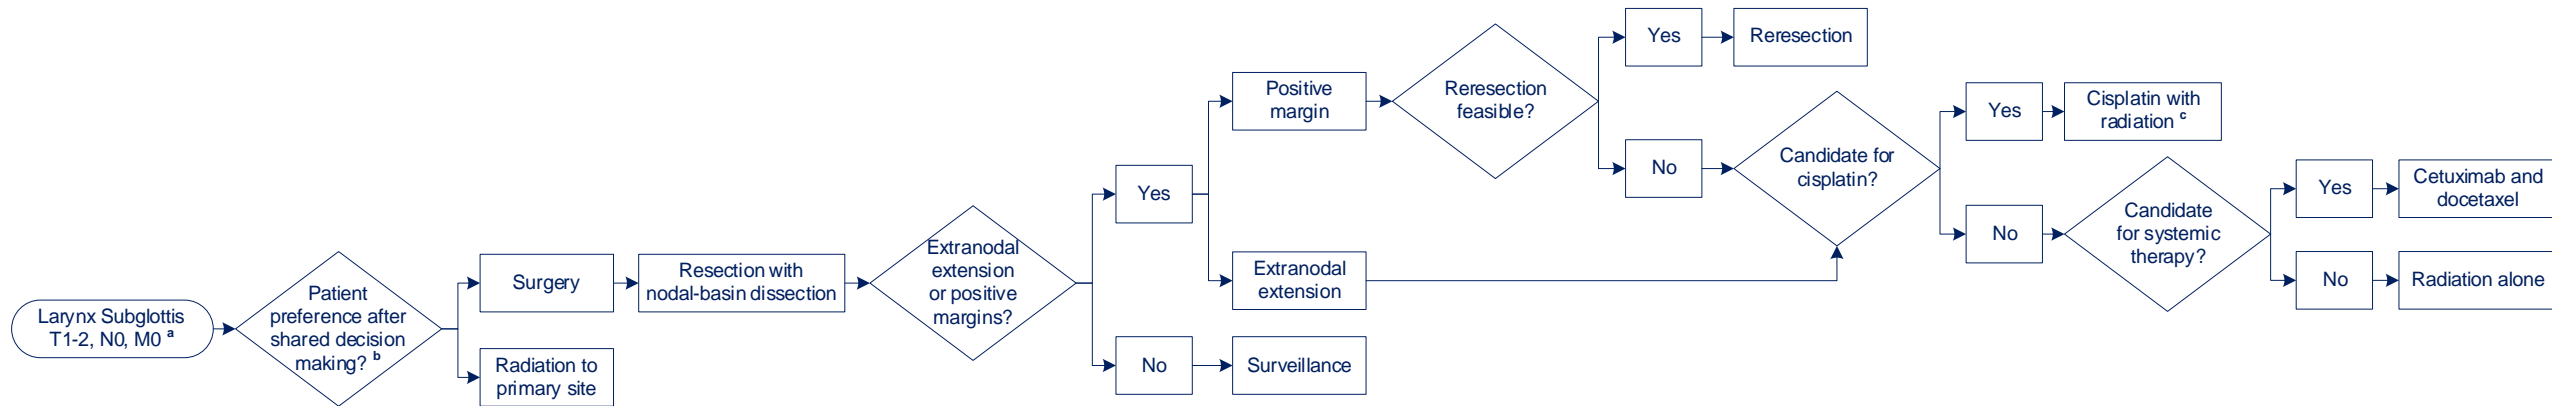 Larynx Subglottis
T1-2, N0, M0 a
Patient
preference after
shared decision
making? b
Surgery
Radiation to
primary site
Resection with
nodal-basin dissection
Extranodal
extension
or positive
margins?
Yes
No
Surveillance
Positive
margin
Extranodal
extension
Reresection
feasible?
Yes
Reresection
No
Candidate for
cisplatin?
Yes
Cisplatin with
radiation c
No
Candidate
for systemic
therapy?
Yes
Cetuximab and
docetaxel
No
Radiation alone